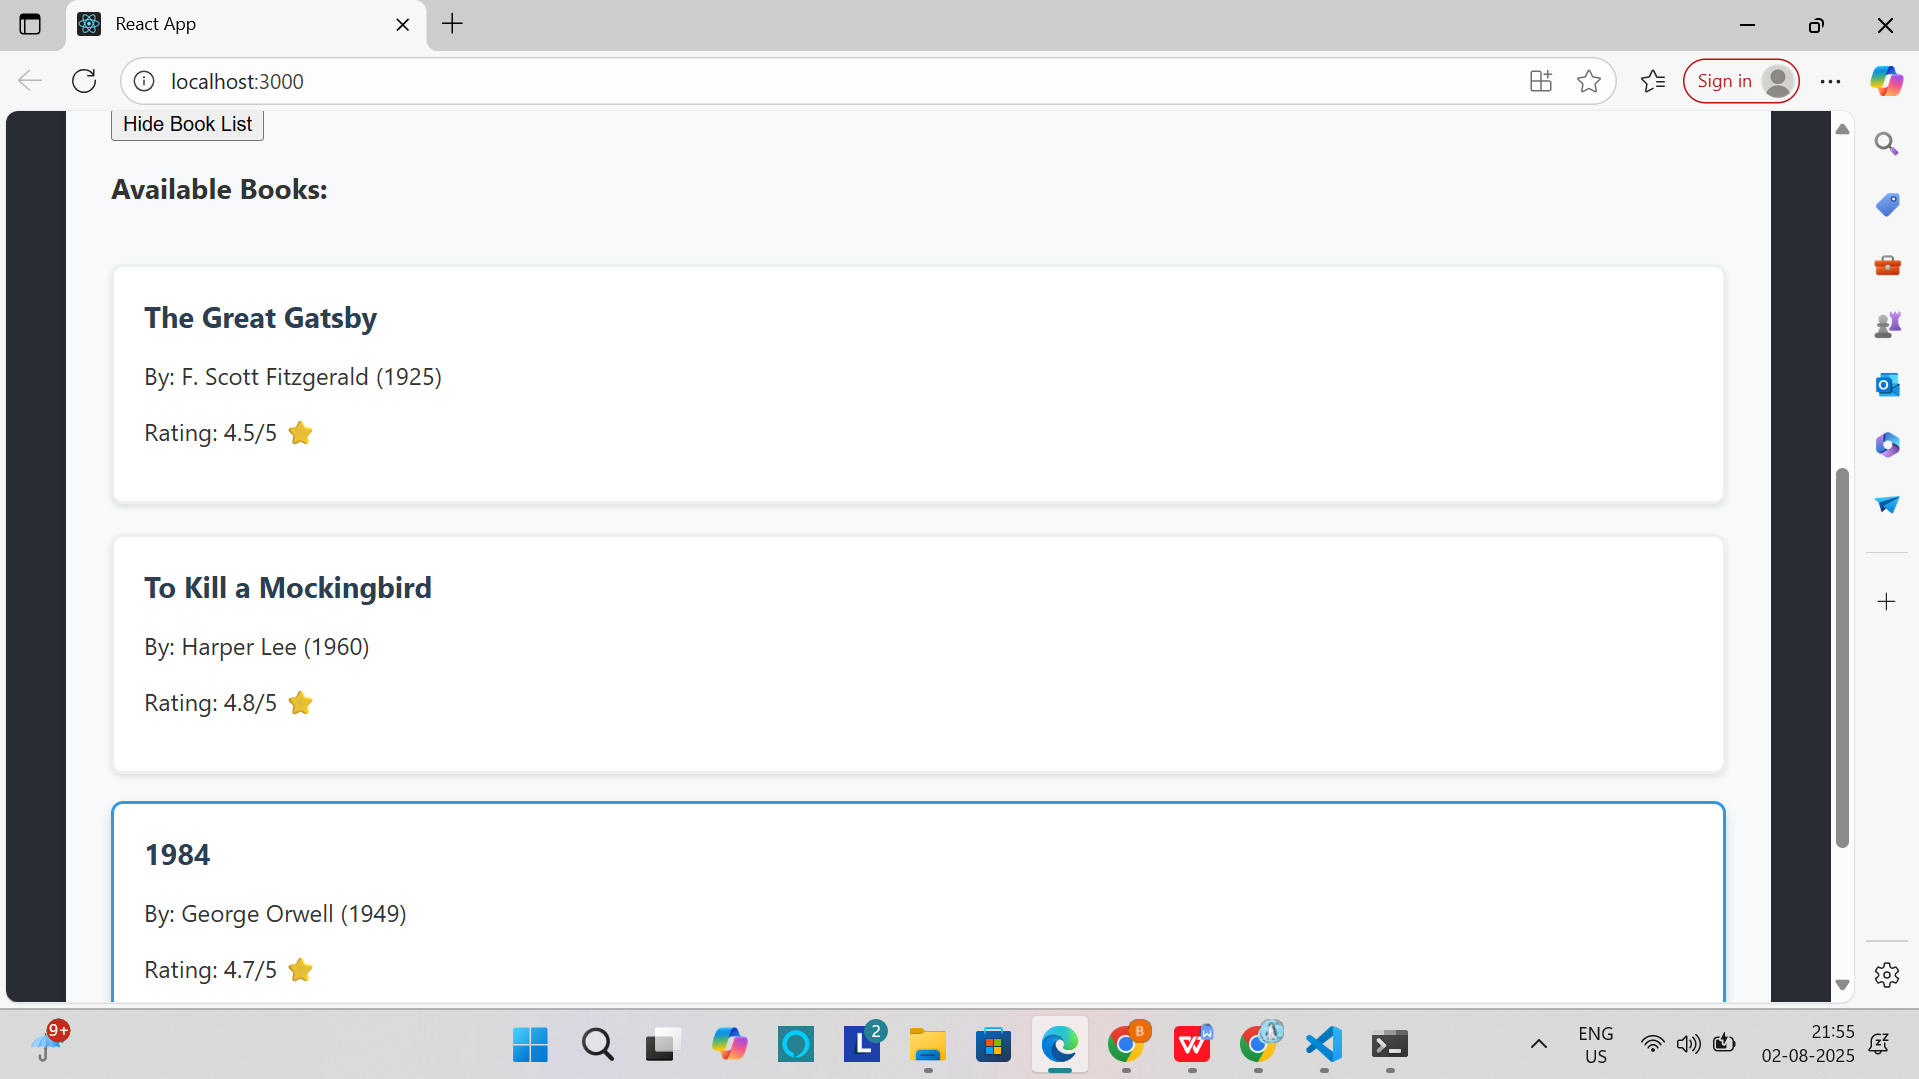 React App
localhost:3000
Sign in
Hide Book List
Available Books:
The Great Gatsby
By: F. Scott Fitzgerald (1925)
Rating: 4.5/5 ⭐
To Kill a Mockingbird
By: Harper Lee (1960)
Rating: 4.8/5 ⭐
1984
By: George Orwell (1949)
Rating: 4.7/5 ⭐
9+
L 2
B
W
W
ENG
US
21:55
02-08-2025